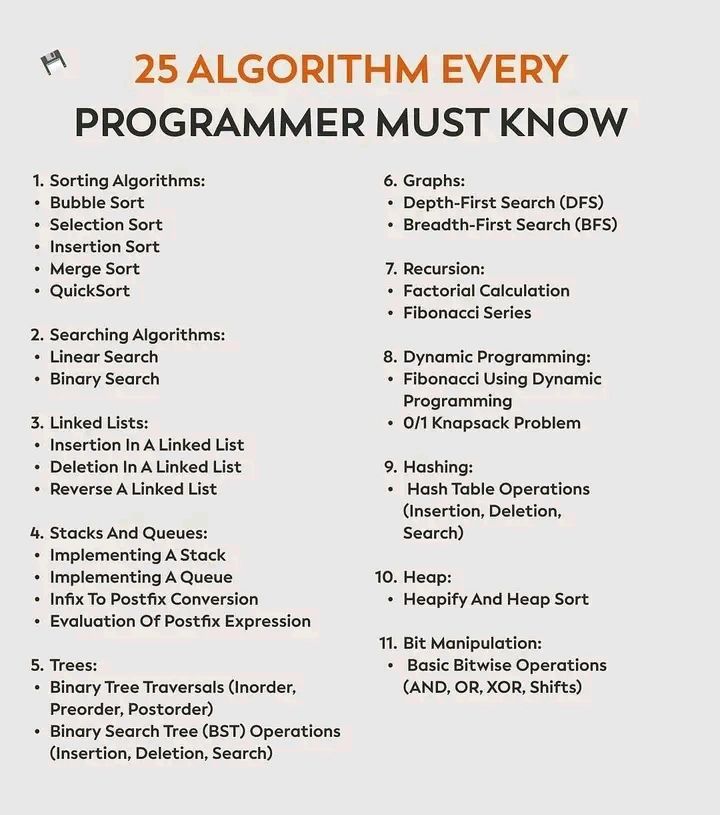 25 ALGORITHM EVERY
PROGRAMMER MUST KNOW
1. Sorting Algorithms:
• Bubble Sort
• Selection Sort
• Insertion Sort
• Merge Sort
• QuickSort
2. Searching Algorithms:
• Linear Search
• Binary Search
3. Linked Lists:
• Insertion In A Linked List
• Deletion In A Linked List
• Reverse A Linked List
4. Stacks And Queues:
• Implementing A Stack
• Implementing A Queue
• Infix To Postfix Conversion
• Evaluation Of Postfix Expression
5. Trees:
• Binary Tree Traversals (Inorder,
Preorder, Postorder)
• Binary Search Tree (BST) Operations
(Insertion, Deletion, Search)
6. Graphs:
• Depth-First Search (DFS)
• Breadth-First Search (BFS)
7. Recursion:
• Factorial Calculation
• Fibonacci Series
8. Dynamic Programming:
• Fibonacci Using Dynamic
Programming
• 0/1 Knapsack Problem
9. Hashing:
• Hash Table Operations
(Insertion, Deletion,
Search)
10. Heap:
• Heapify And Heap Sort
11. Bit Manipulation:
• Basic Bitwise Operations
(AND, OR, XOR, Shifts)